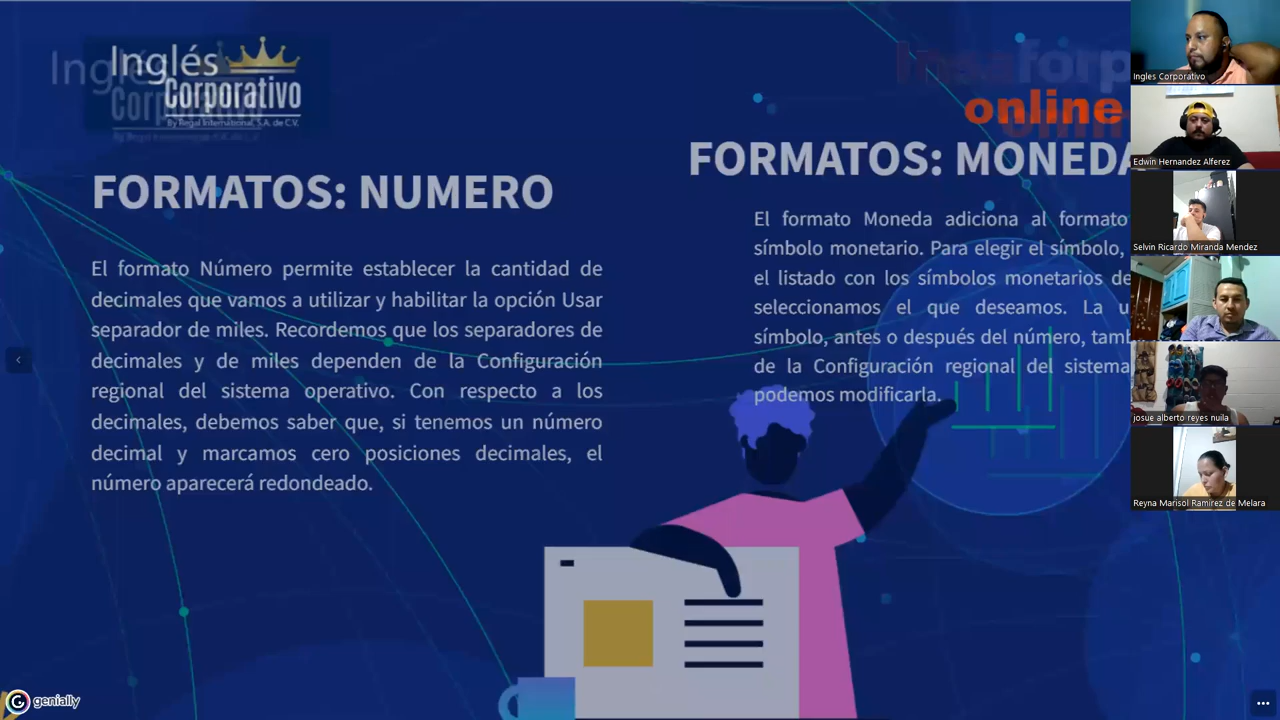 Inglés
Corporativo
By Regal International, S.A. de C.V.
Insaforp
online
FORMATOS: NUMERO
El formato Número permite establecer la cantidad de
decimales que vamos a utilizar y habilitar la opción Usar
separador de miles. Recordemos que los separadores de
decimales y de miles dependen de la Configuración
regional del sistema operativo. Con respecto a los
decimales, debemos saber que, si tenemos un número
decimal y marcamos cero posiciones decimales, el
número aparecerá redondeado.
FORMATOS: MONEDA
El formato Moneda adiciona al formato
símbolo monetario. Para elegir el símbolo,
el listado con los símbolos monetarios de
seleccionamos el que deseamos. La u
símbolo, antes o después del número, tamb
de la Configuración regional del sistema
podemos modificarla.
genially
Ingles Corporativo
Edwin Hernandez Alferez
Selvin Ricardo Miranda Mendez
josue alberto reyes nuila
Reyna Marisol Ramirez de Melara